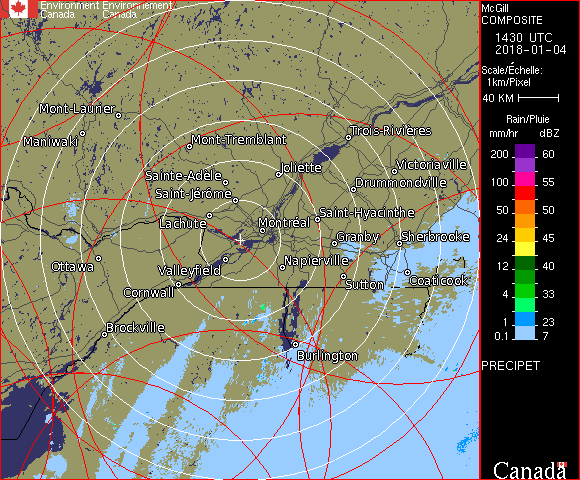 Environment Environnement
Canada Canada
McGill
COMPOSITE
1430 UTC
2018-01-04
Scale/Échelle:
1km/Pixel
40 KM
Rain/Pluie
mm/hr dBZ
200 60
100 55
50 50
24 45
12 40
4 33
1 23
0.1 7
PRECIPET
Mont-Laurier
Maniwaki
Mont-Tremblant
Trois-Rivières
Joliette
Victoriaville
Sainte-Adèle
Drummondville
Saint-Jérôme
Lachute
Saint-Hyacinthe
Montréal
Granby
Sherbrooke
Ottawa
Valleyfield
Napierville
Cornwall
Sutton
Coaticook
Brockville
Burlington
Canada